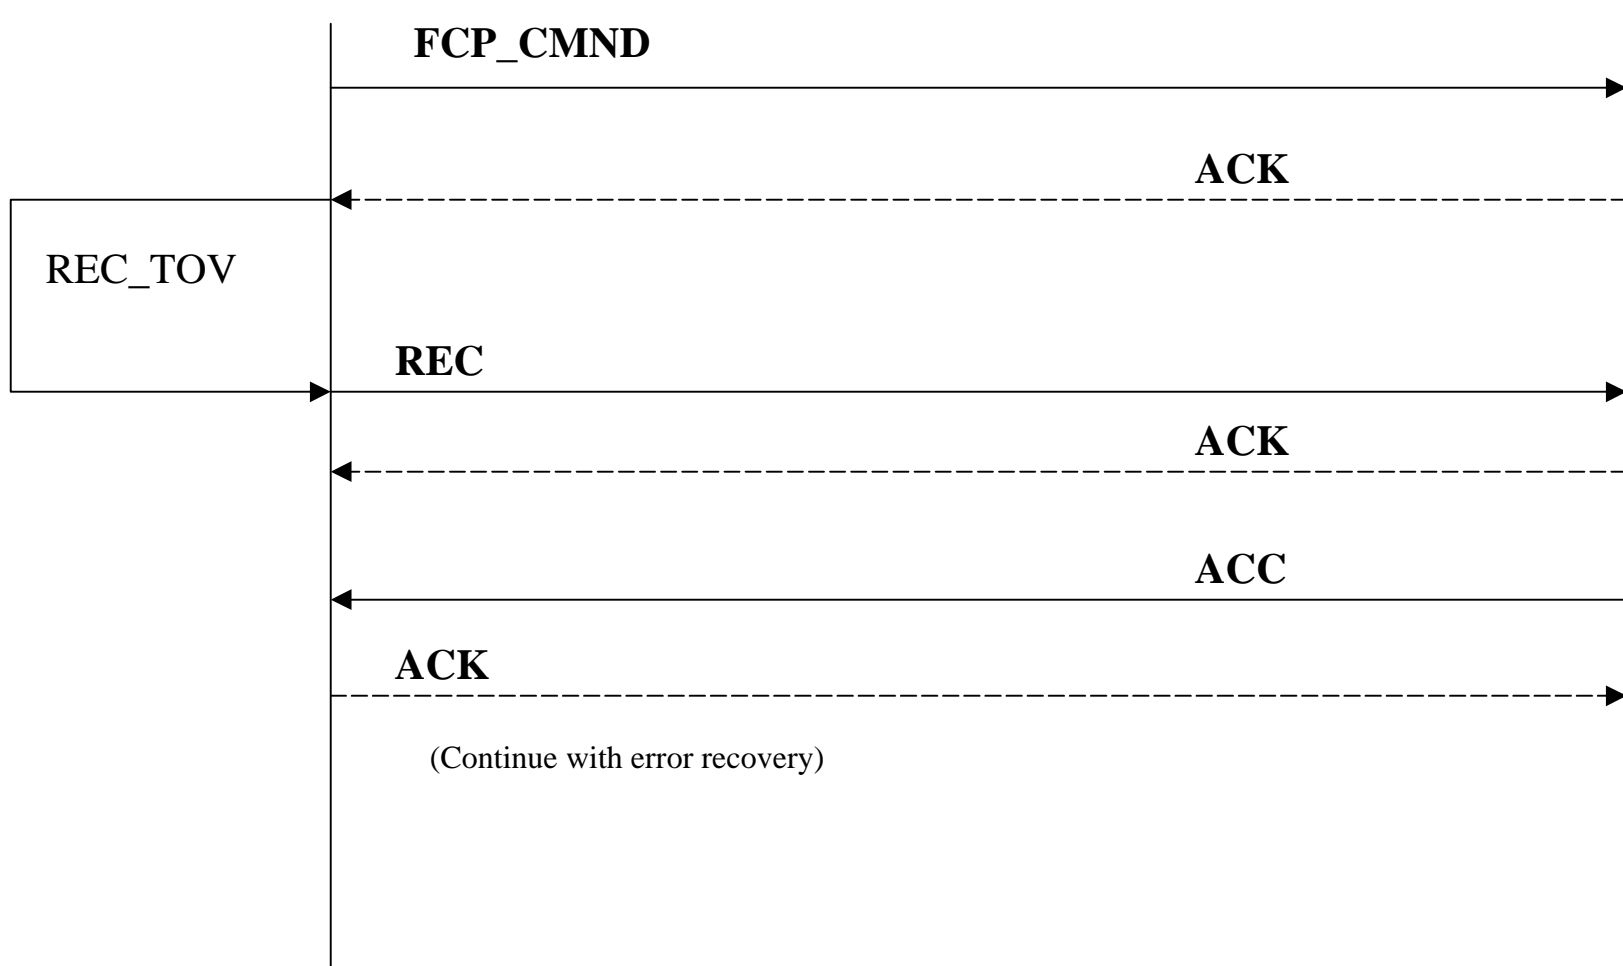 FCP_CMND
ACK
REC_TOV
REC
ACK
ACC
ACK
(Continue with error recovery)